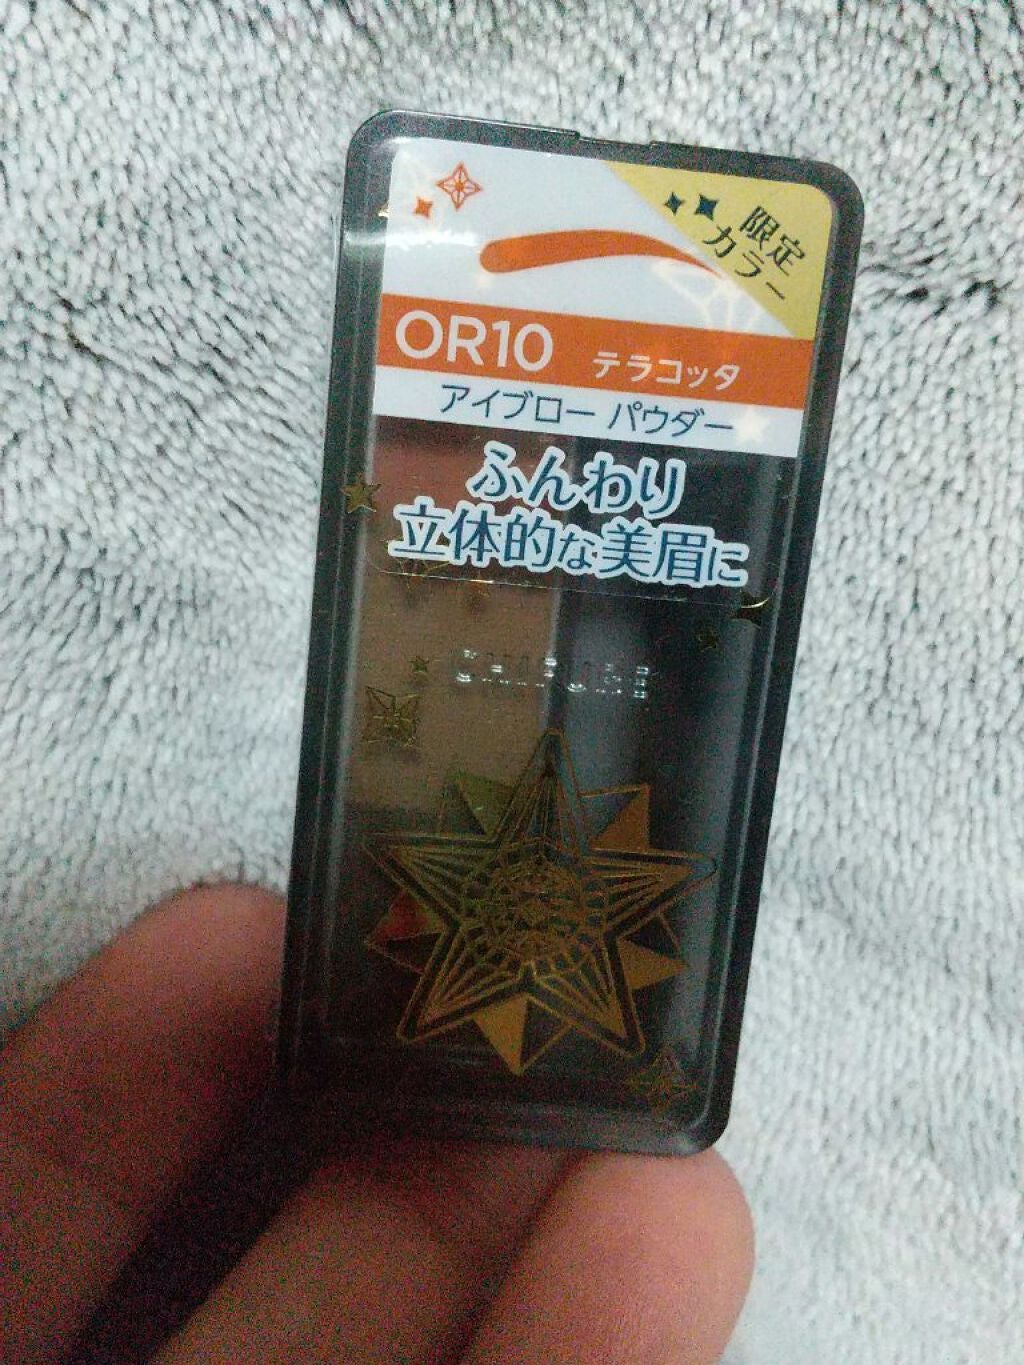 限定
カラー
OR10 テラコッタ
アイブロー パウダー
ふんわり
立体的な美眉に
CHIFURE